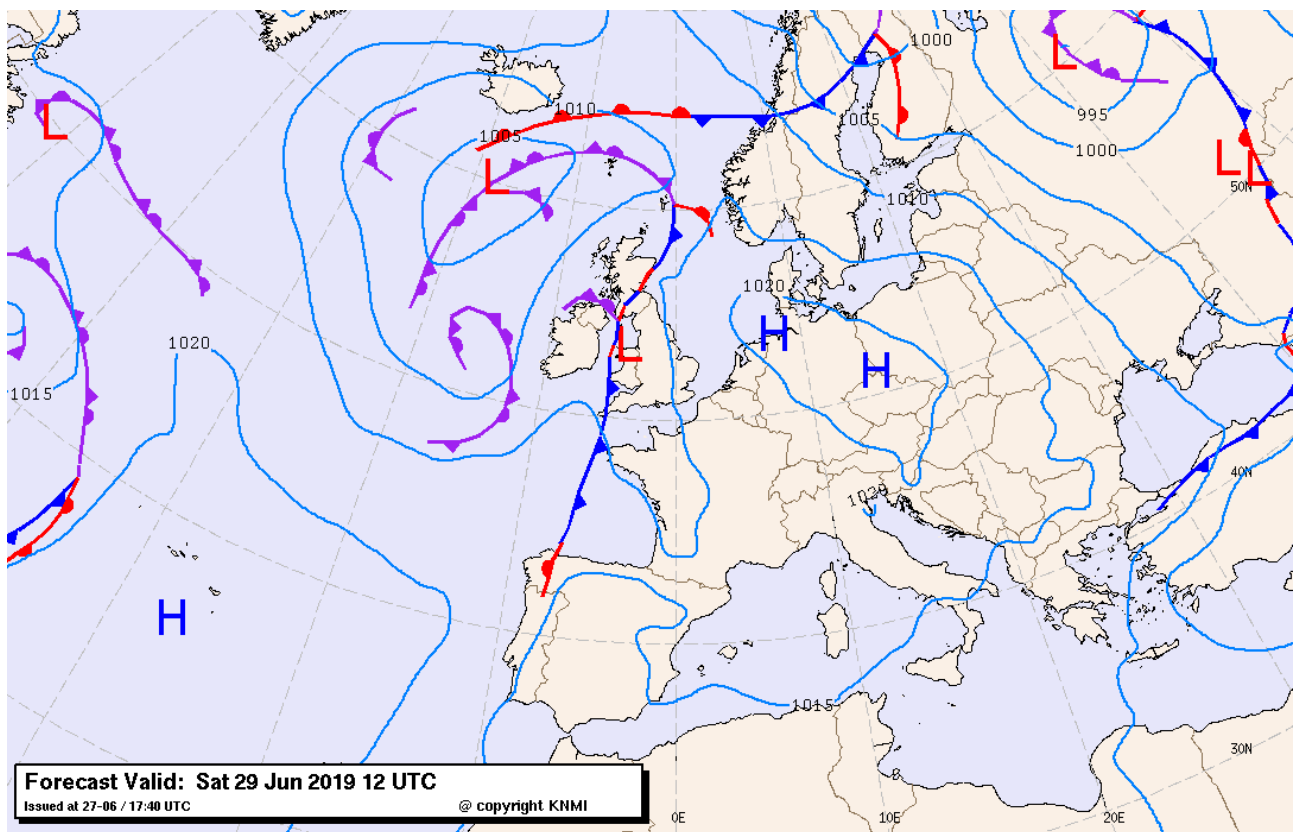 1000
L
995
1010
L
1005
1005
1000
L
L
L
50N
1010
1020
H
L
1020
H
1015
40N
1020
H
1015
30N
0E
10E
20E
Forecast Valid: Sat 29 Jun 2019 12 UTC
Issued at 27-06 / 17:40 UTC @ copyright KNMI